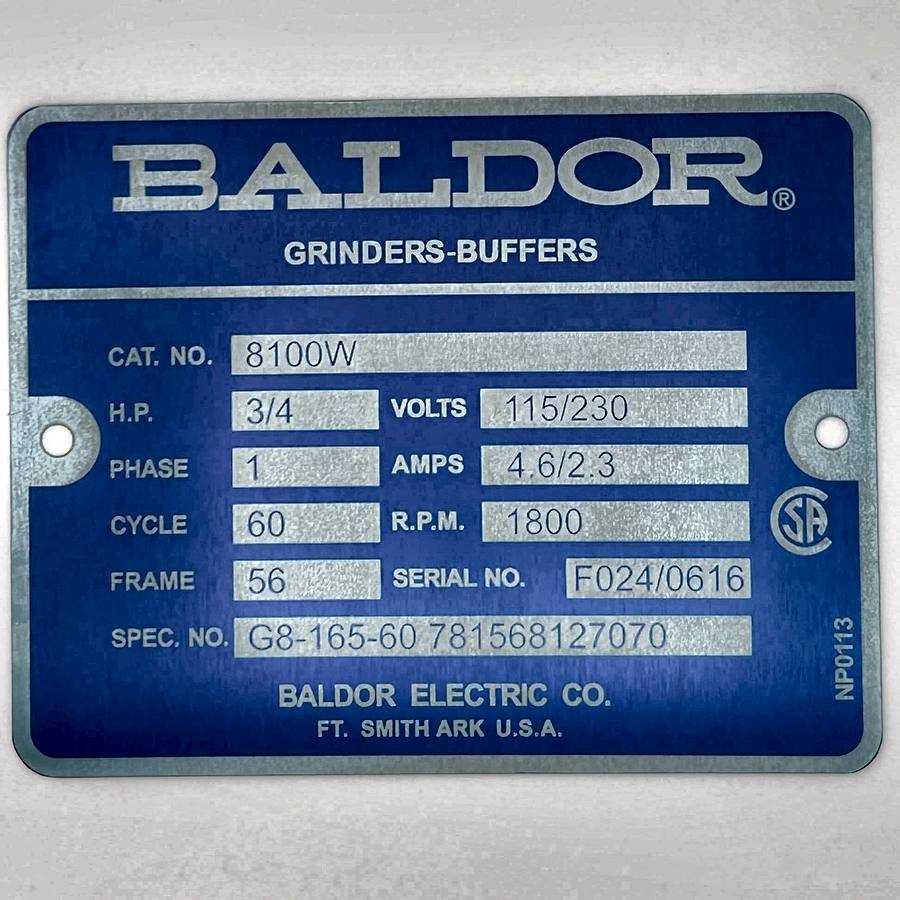 BALDOR®
GRINDERS-BUFFERS
CAT. NO. 8100W
H.P. 3/4 VOLTS 115/230
PHASE 1 AMPS 4.6/2.3
CYCLE 60 R.P.M. 1800
SA
FRAME 56 SERIAL NO. F024/0616
SPEC. NO. G8-165-60 781568127070
NP0113
BALDOR ELECTRIC CO.
FT. SMITH ARK U.S.A.